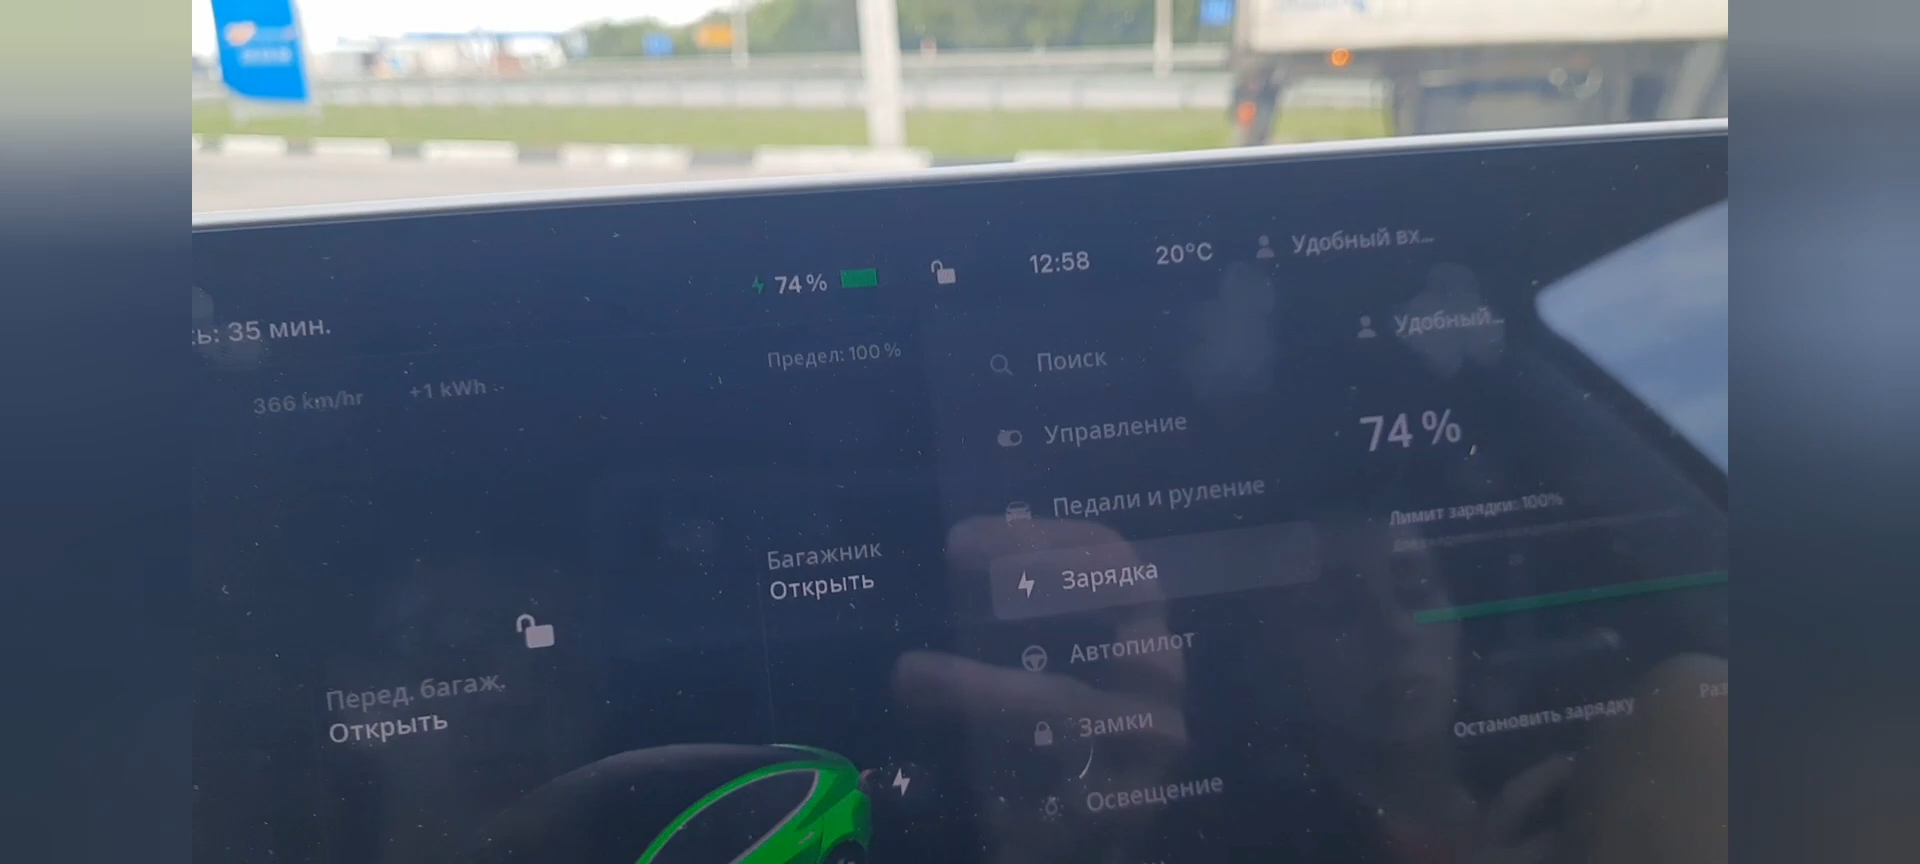 74 %
12:58
20°C
Удобный вх...
ь: 35 мин.
366 km/hr
+1 kWh
Предел: 100 %
Поиск
Удобный...
Управление
74 %
Педали и руление
Лимит зарядки: 100%
Багажник
Открыть
Зарядка
Автопилот
Перед. багаж.
Открыть
Замки
Остановить зарядку
Раз
Освещение